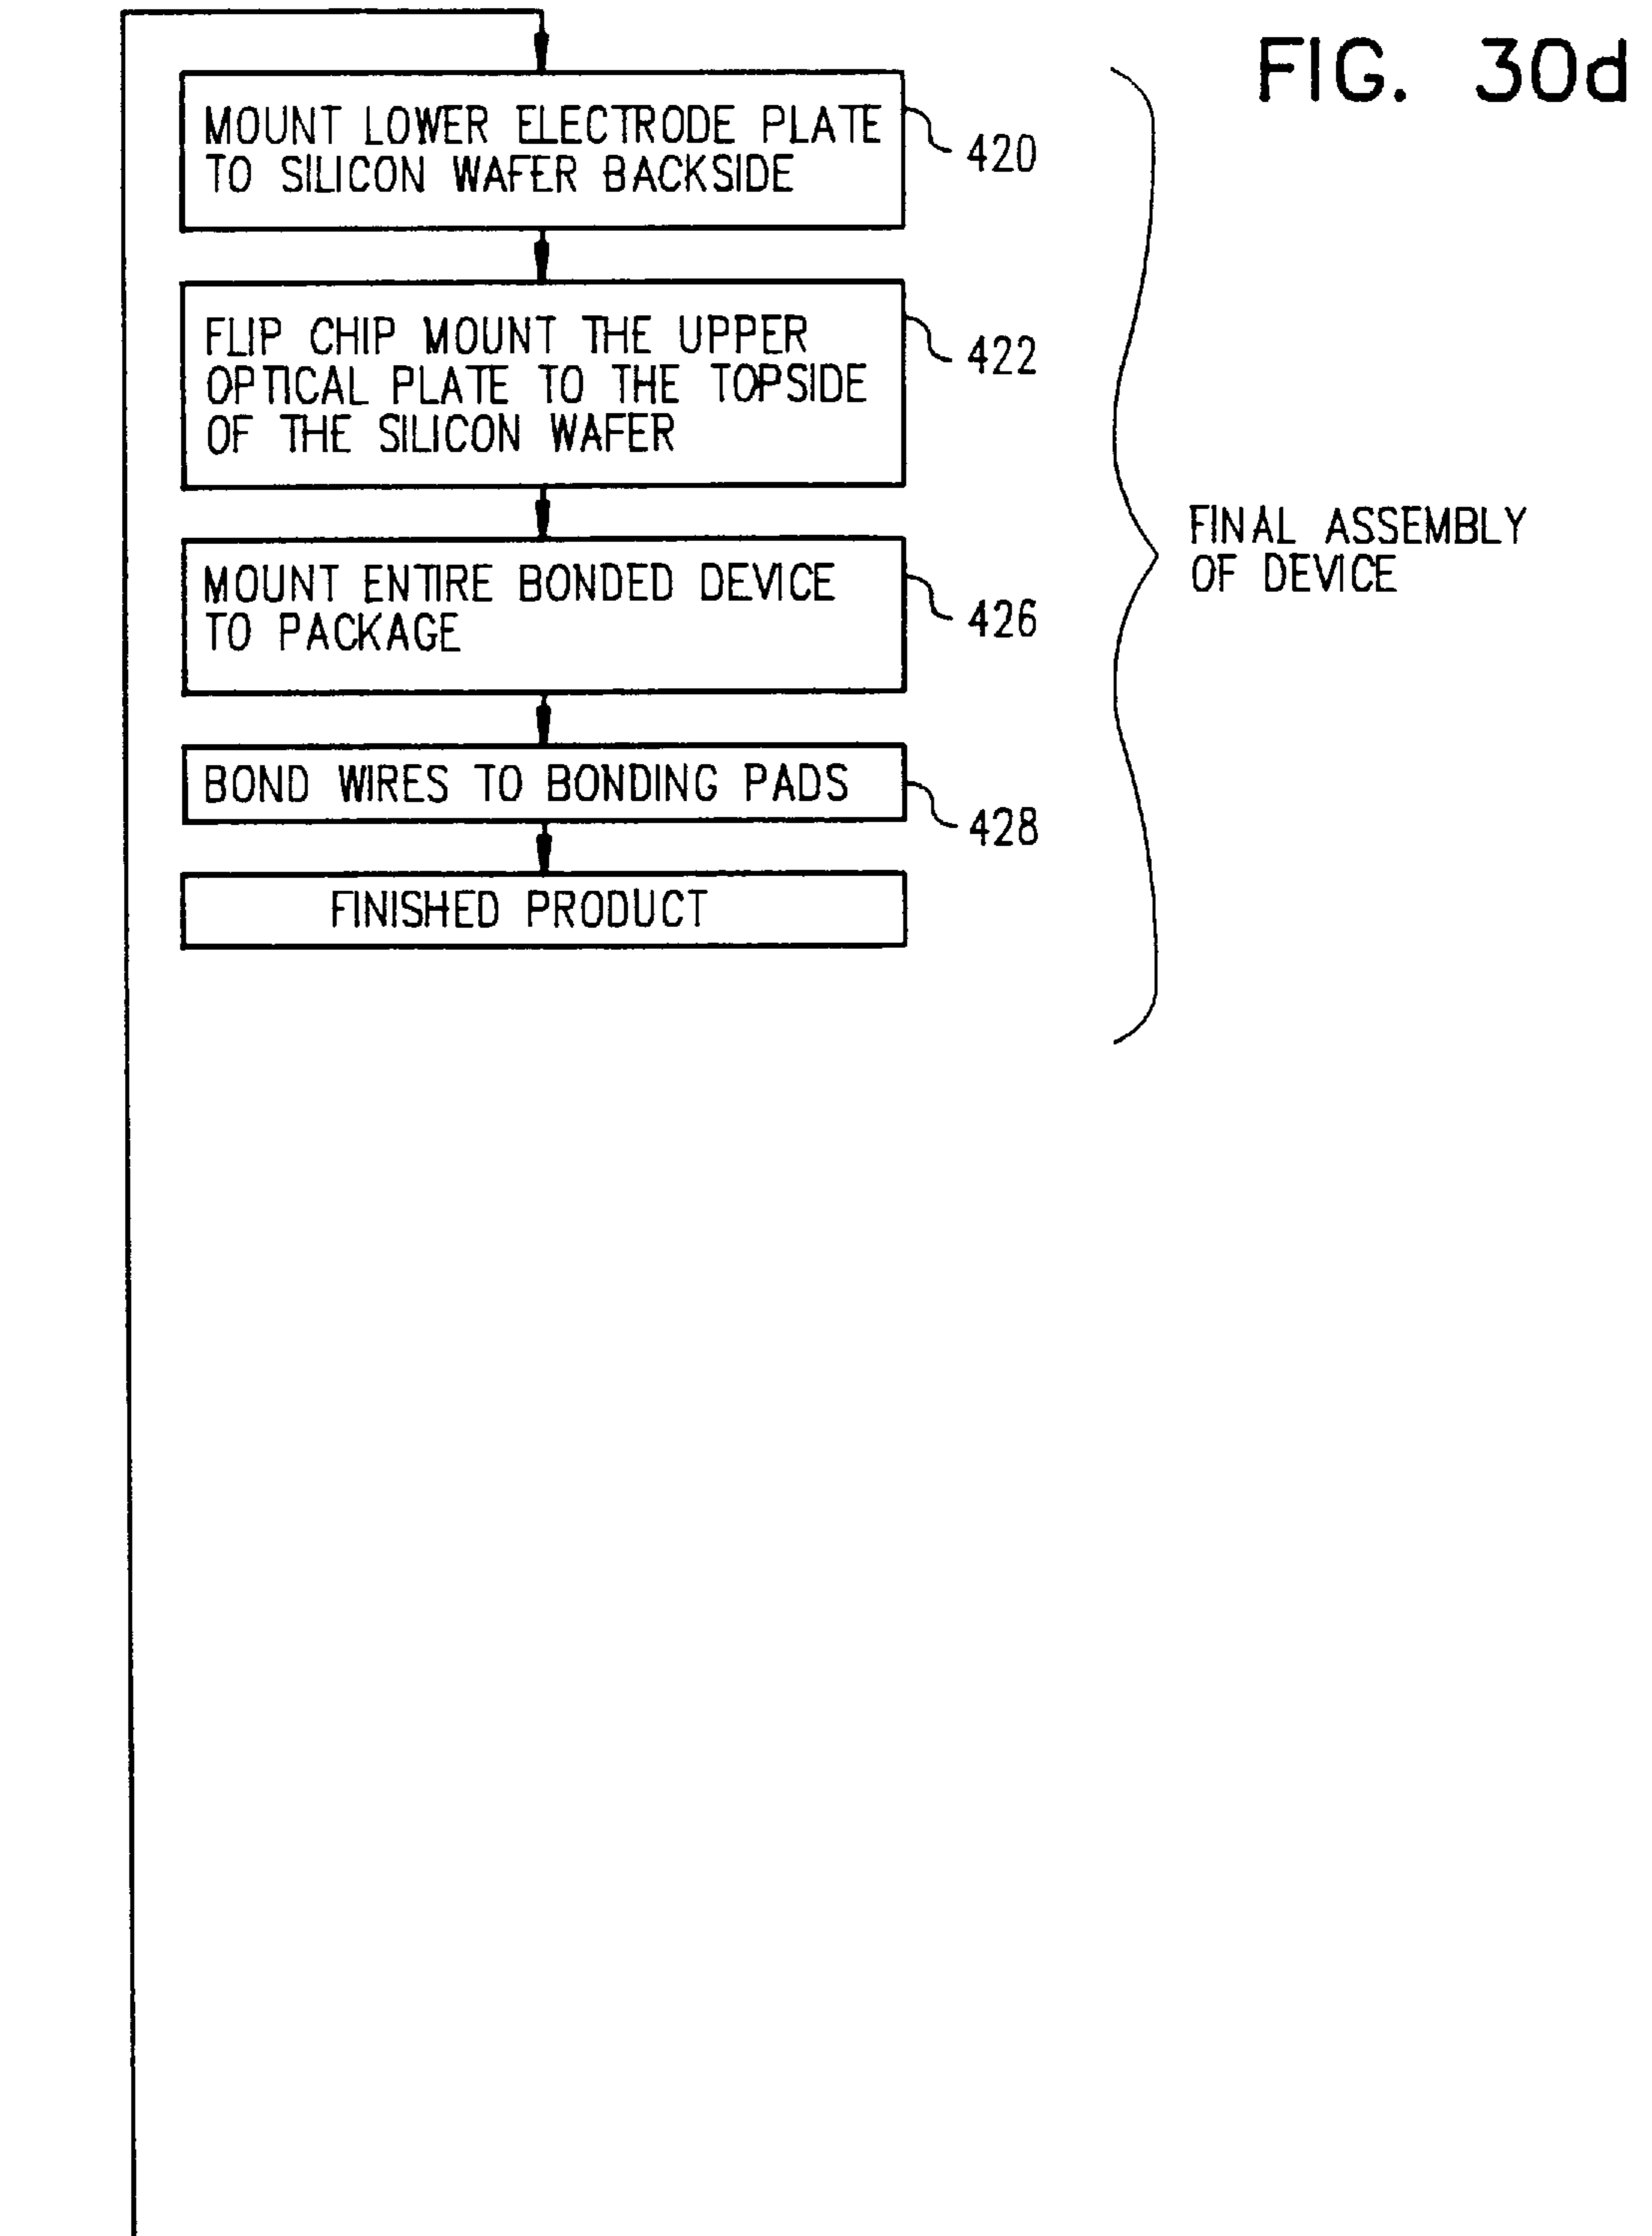 FIG. 30d
MOUNT LOWER ELECTRODE PLATE
TO SILICON WAFER BACKSIDE
420
FLIP CHIP MOUNT THE UPPER
OPTICAL PLATE TO THE TOPSIDE
OF THE SILICON WAFER
422
MOUNT ENTIRE BONDED DEVICE
TO PACKAGE
426
BOND WIRES TO BONDING PADS
428
FINISHED PRODUCT
FINAL ASSEMBLY
OF DEVICE